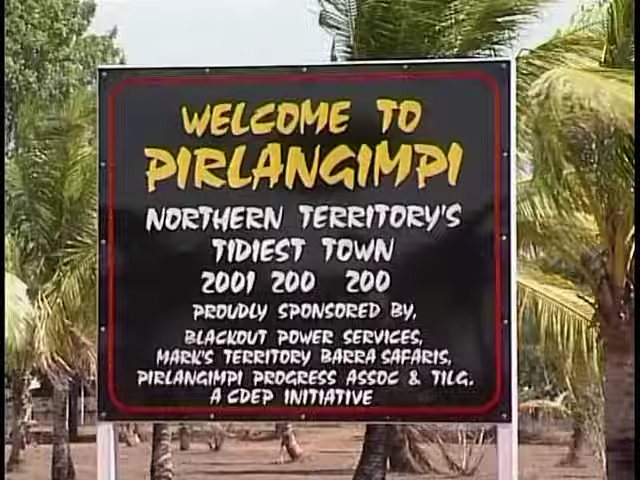 WELCOME TO
PIRLANGIMPI
NORTHERN TERRITORY'S
TIDIEST TOWN
2001 200 200
PROUDLY SPONSORED BY,
BLACKOUT POWER SERVICES,
MARK'S TERRITORY BARRA SAFARIS,
PIRLANGIMPI PROGRESS ASSOC & TILG.
A CDEP INITIATIVE